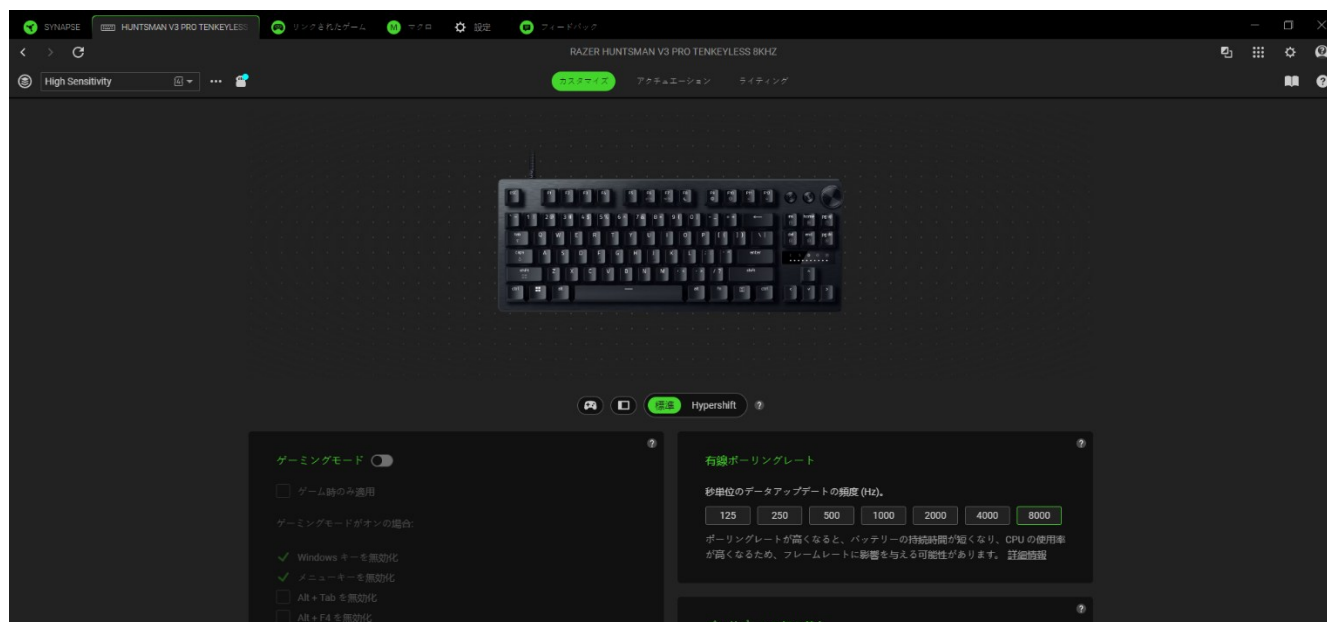 SYNAPSE
HUNTSMAN V3 PRO TENKEYLESS
リンクされたゲーム
マクロ
設定
フィードバック
RAZER HUNTSMAN V3 PRO TENKEYLESS 8KHZ
High Sensitivity
カスタマイズ
アクチュエーション
ライティング
標準
Hypershift
ゲーミングモード
ゲーム時のみ適用
ゲーミングモードがオンの場合:
Windows キーを無効化
メニューキーを無効化
Alt + Tab を無効化
Alt + F4 を無効化
有線ポーリングレート
秒単位のデータアップデートの頻度 (Hz)。
125 250 500 1000 2000 4000 8000
ポーリングレートが高くなると、バッテリーの持続時間が短くなり、CPU の使用率
が高くなるため、フレームレートに影響を与える可能性があります。 詳細情報